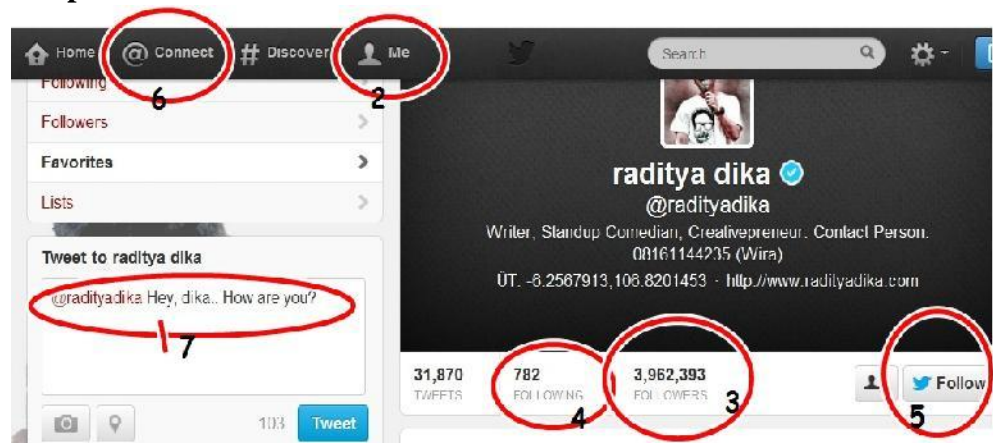 Home @ Connect # Discover Me Search
6
2
Following
Followers
Favorites
Lists
raditya dika
@radityadika
Writer, Standup Comedian, Creativepreneur. Contact Person.
08161144235 (Wira)
ÜT. -6.2567913,106.8201453 · http://www.radityadika.com
Tweet to raditya dika
@radityadika Hey, dika.. How are you?
7
103 Tweet
31,870 TWEETS
782 FOLLOWING
4
3,962,393 FOLLOWERS
3
Follow
5